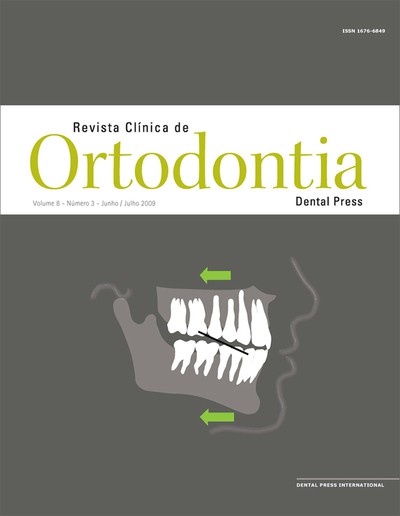 ISSN 1676-6849
Revista Clínica de
Ortodontia
Dental Press
Volume 8 – Número 3 – Junho / Julho 2009
DENTAL PRESS INTERNATIONAL